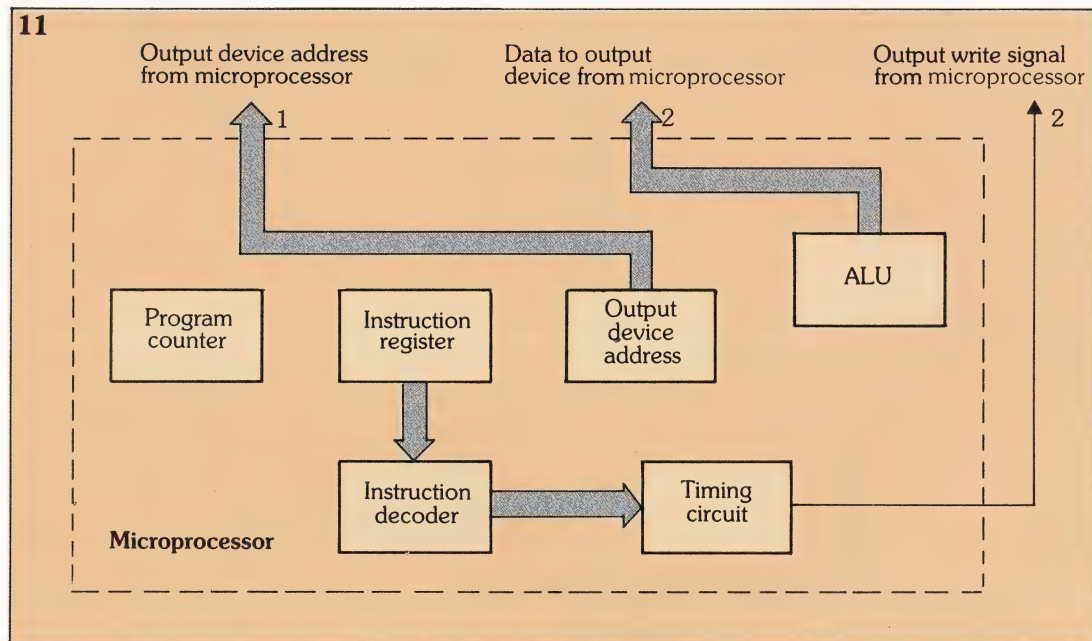 11
Output device address
from microprocessor
Data to output
device from microprocessor
Output write signal
from microprocessor
1
2
2
Program
counter
Instruction
register
Output
device
address
ALU
Instruction
decoder
Timing
circuit
Microprocessor